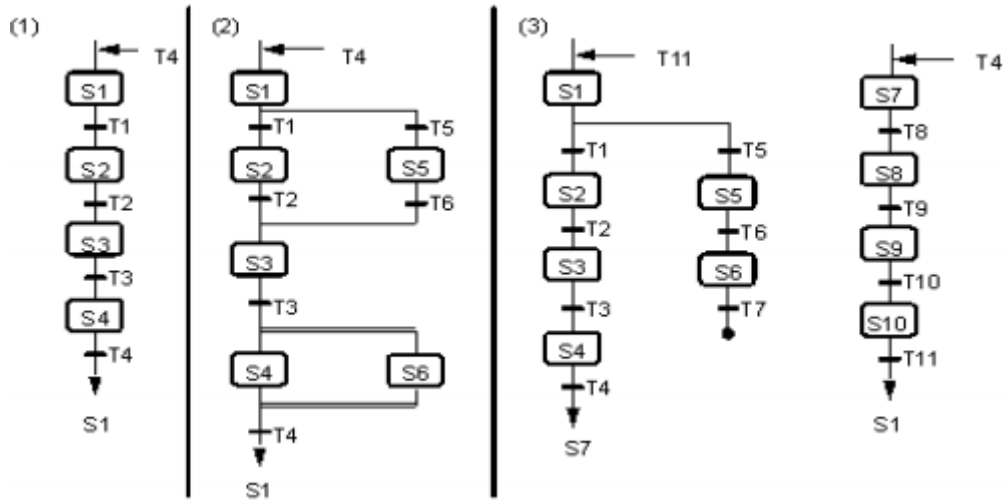 (1)
T4
S1
T1
S2
T2
S3
T3
S4
T4
S1
(2)
T4
S1
T1
T5
S2
S5
T2
T6
S3
T3
S4
S6
T4
S1
(3)
T11
S1
T1
T5
S2
S5
T2
T6
S3
S6
T3
T7
S4
T4
S7
T4
S7
T8
S8
T9
S9
T10
S10
T11
S1